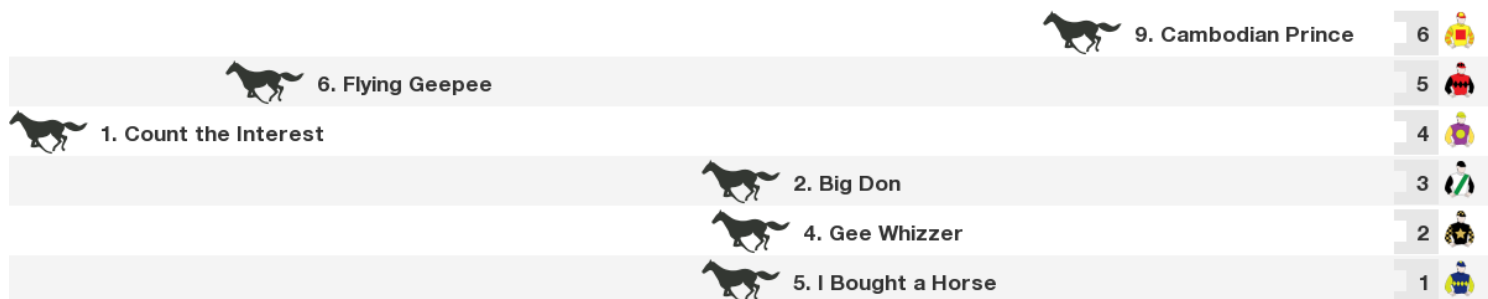 9. Cambodian Prince 6
6. Flying Geepee 5
1. Count the Interest 4
2. Big Don 3
4. Gee Whizzer 2
5. I Bought a Horse 1